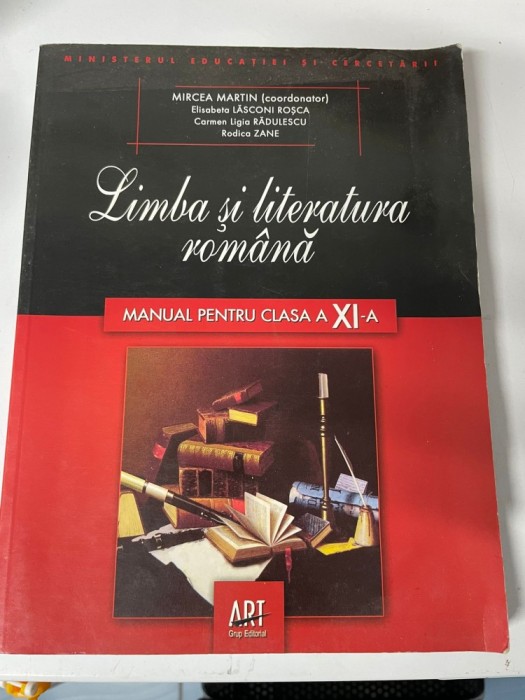 MINISTERUL EDUCAȚIEI ȘI CERCETĂRII
MIRCEA MARTIN (coordonator)
Elisabeta LĂSCONI ROȘCA
Carmen Ligia RĂDULESCU
Rodica ZANE
Limba și literatura
română
MANUAL PENTRU CLASA A XI-A
ART
Grup Editorial